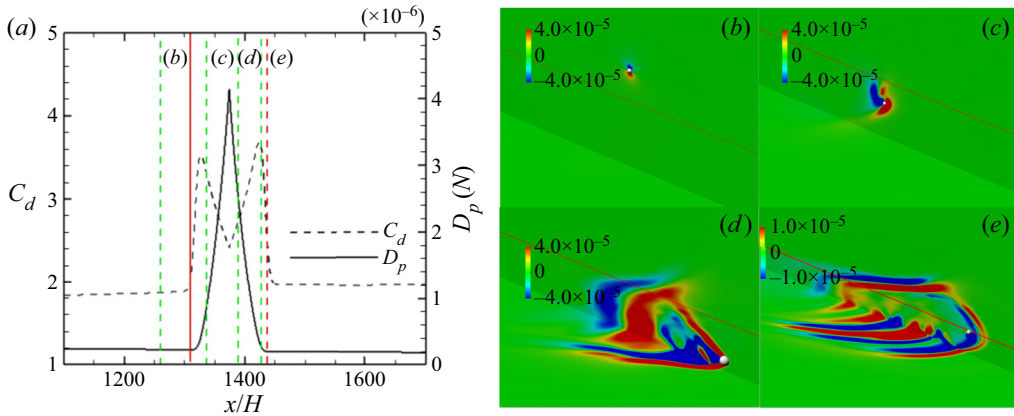 (a)
(×10⁻⁶)
5
4
3
2
1
C_d
1200
1400
1600
x/H
5
4
3
2
1
0
D_p (N)
(b)
(c)
(d)
(e)
C_d
D_p
4.0×10⁻⁵
0
–4.0×10⁻⁵
(b)
4.0×10⁻⁵
0
–4.0×10⁻⁵
(c)
4.0×10⁻⁵
0
–4.0×10⁻⁵
(d)
1.0×10⁻⁵
0
–1.0×10⁻⁵
(e)